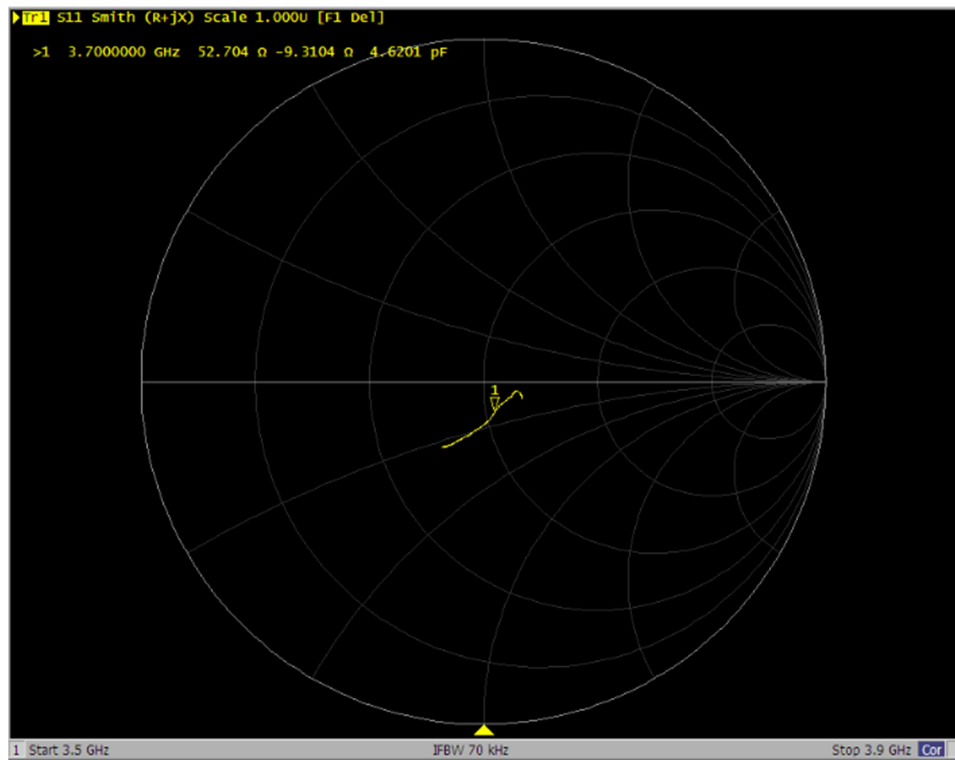 Tr1 S11 Smith (R+jX) Scale 1.000U [F1 Del]
>1 3.7000000 GHz 52.704 Ω -9.3104 Ω 4.6201 pF
1
1 Start 3.5 GHz IFBW 70 kHz Stop 3.9 GHz Cor